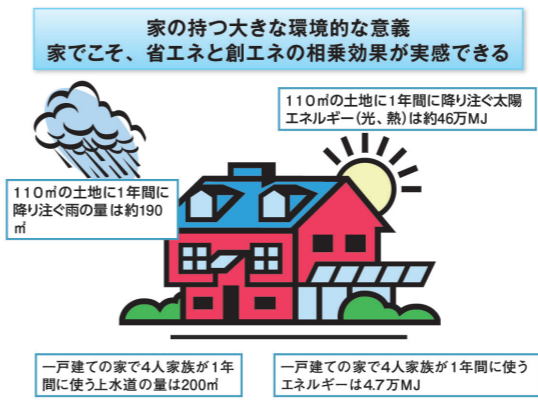 家の持つ大きな環境的な意義
家でこそ、省エネと創エネの相乗効果が実感できる
110㎡の土地に1年間に降り注ぐ太陽
エネルギー(光、熱)は約46万MJ
110㎡の土地に1年間に
降り注ぐ雨の量は約190
㎥
一戸建ての家で4人家族が1年
間に使う上水道の量は200㎥
一戸建ての家で4人家族が1年間に使う
エネルギーは4.7万MJ